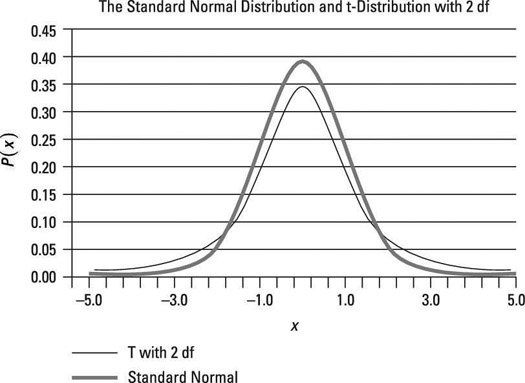 The Standard Normal Distribution and t-Distribution with 2 df
0.45
0.40
0.35
0.30
0.25
0.20
0.15
0.10
0.05
0.00
P(x)
–5.0 –3.0 –1.0 1.0 3.0 5.0
x
T with 2 df
Standard Normal